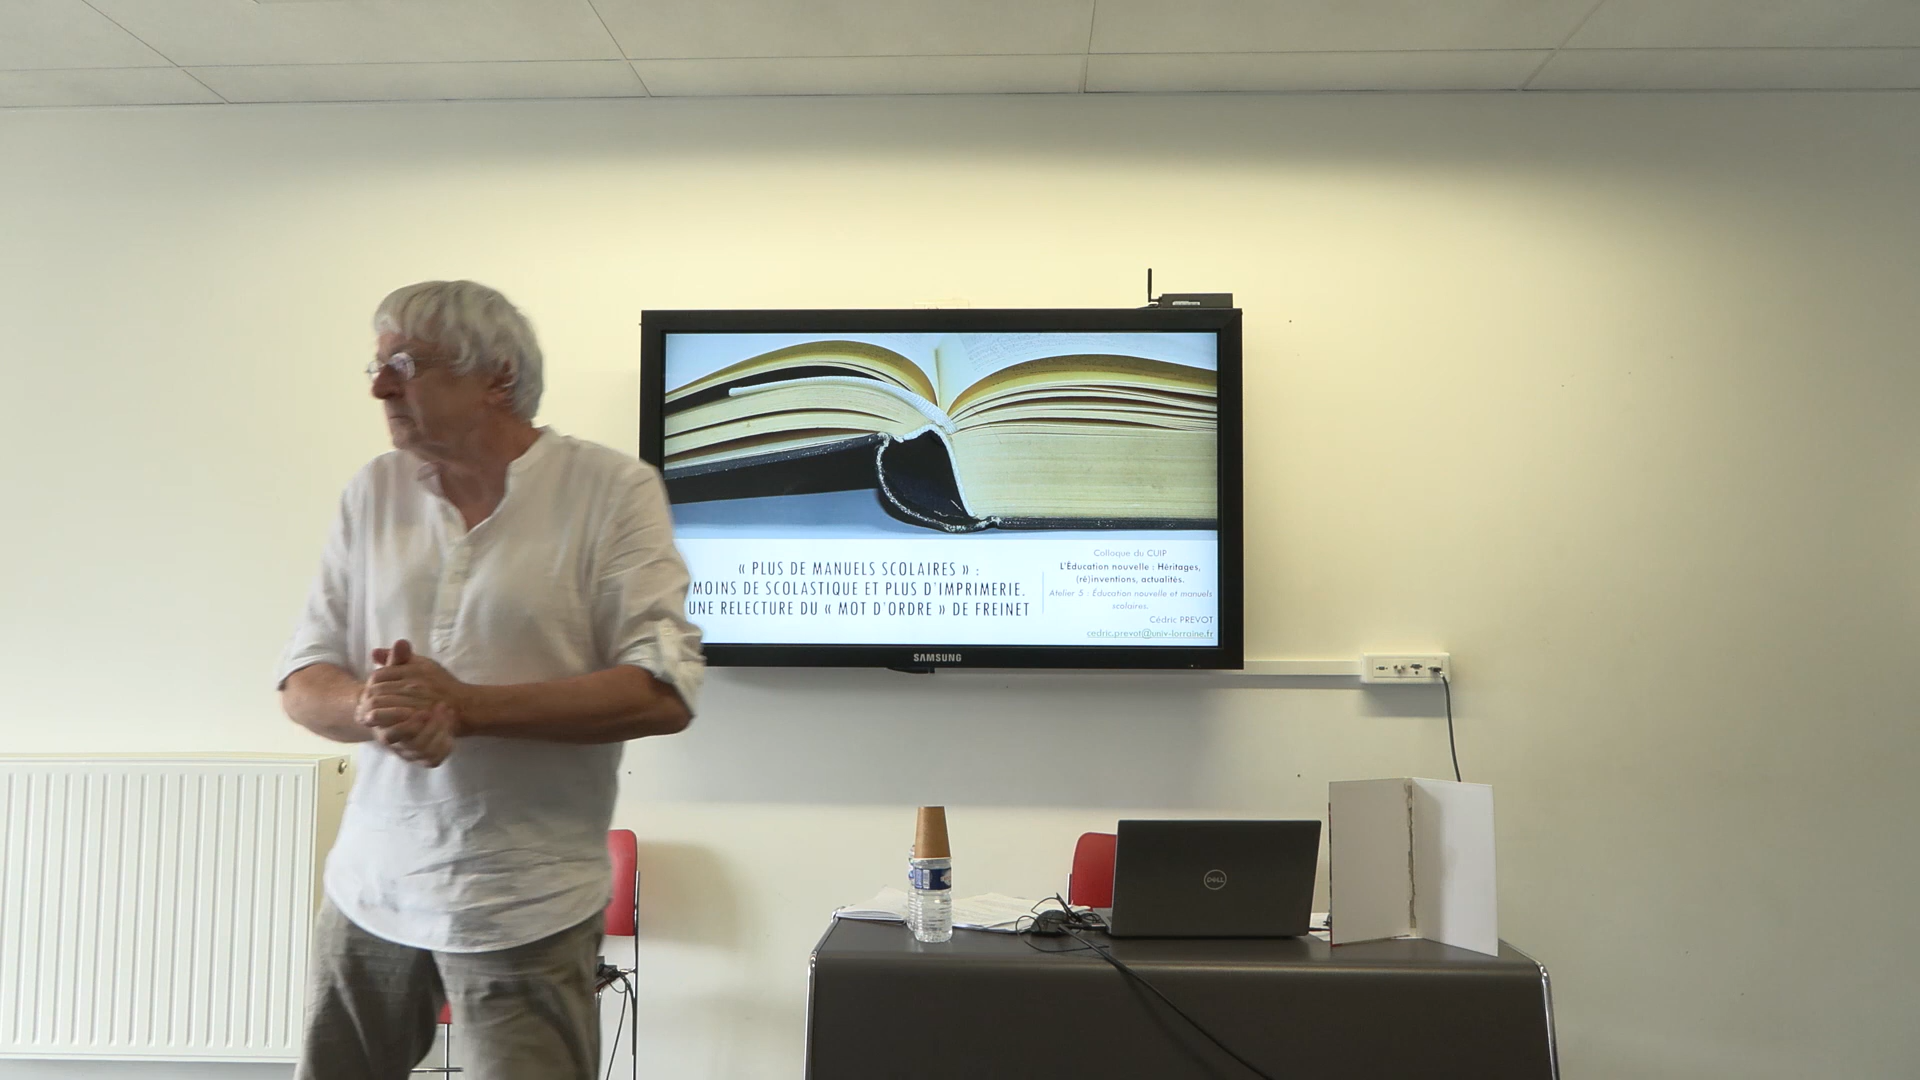 « PLUS DE MANUELS SCOLAIRES » :
MOINS DE SCOLASTIQUE ET PLUS D'IMPRIMERIE.
UNE RELECTURE DU « MOT D'ORDRE » DE FREINET
Colloque du CUIP
L'Éducation nouvelle : Héritages,
(ré)inventions, actualités.
Atelier 5 : Éducation nouvelle et manuels
scolaires.
Cédric PREVOT
cedric.prevot@univ-lorraine.fr
SAMSUNG
DELL